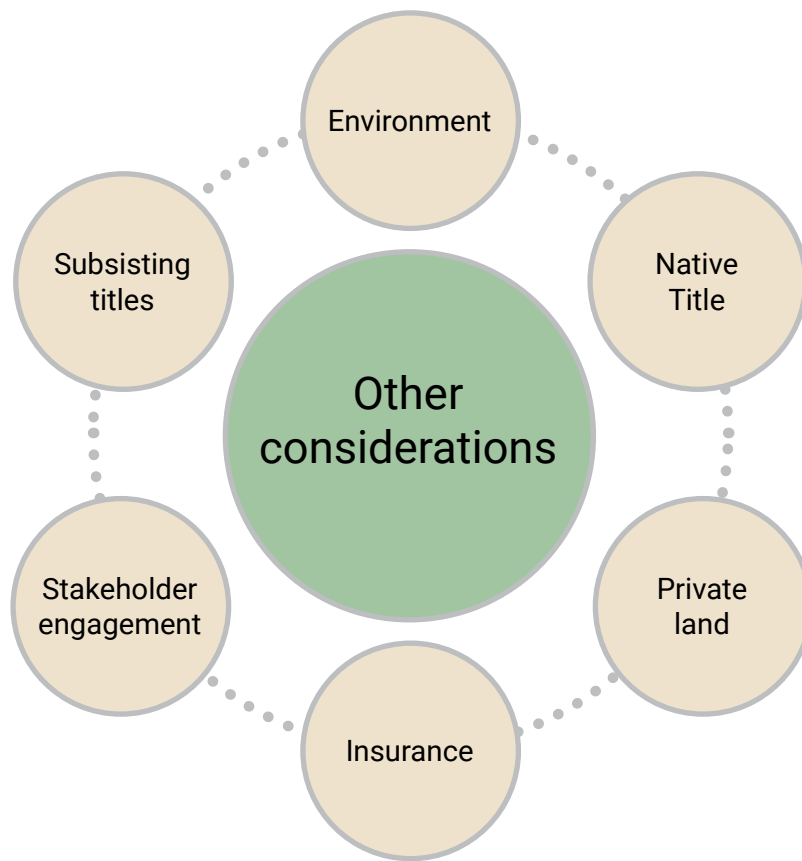 Environment
Subsisting
titles
Native
Title
Other
considerations
Stakeholder
engagement
Private
land
Insurance